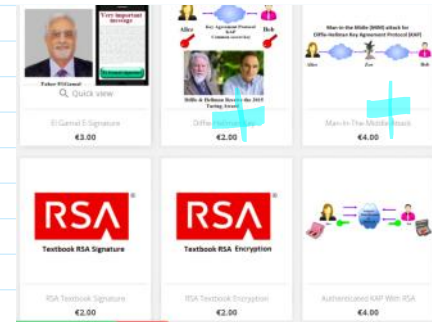 Very important
message
Taher ElGamal
Quick view
El Gamal E-Signature
€3.00
Key Agreement Protocol
KAP
Alice
Bob
Diffie & Hellman Receive the 2015
Turing Award
€2.00
Man-in-the-Middle (MiM) attack for
Diffie-Hellman Key Agreement Protocol (KAP)
Man-In-The-Middle Attack
€4.00
RSA
Textbook RSA Signature
RSA Textbook Signature
€2.00
RSA
Textbook RSA Encryption
RSA Textbook Encryption
€2.00
Authenticated KAP With RSA
€4.00